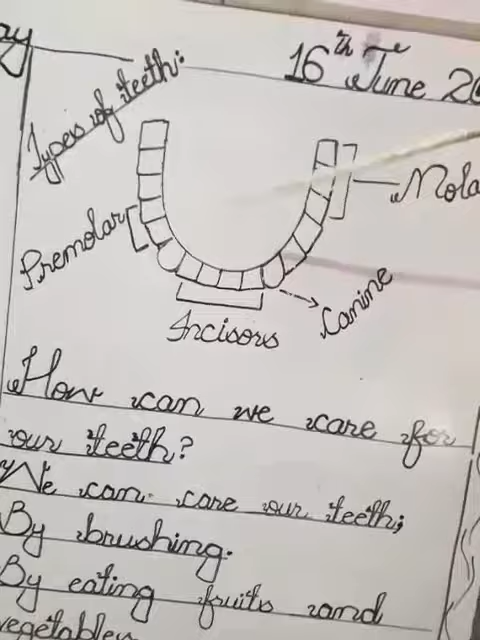 16th June 20
Types of teeth:
Mola
Premolar
Canine
Incisors
How can we care for
our teeth?
We can care our teeth;
By brushing.
By eating fruits and
vegetables